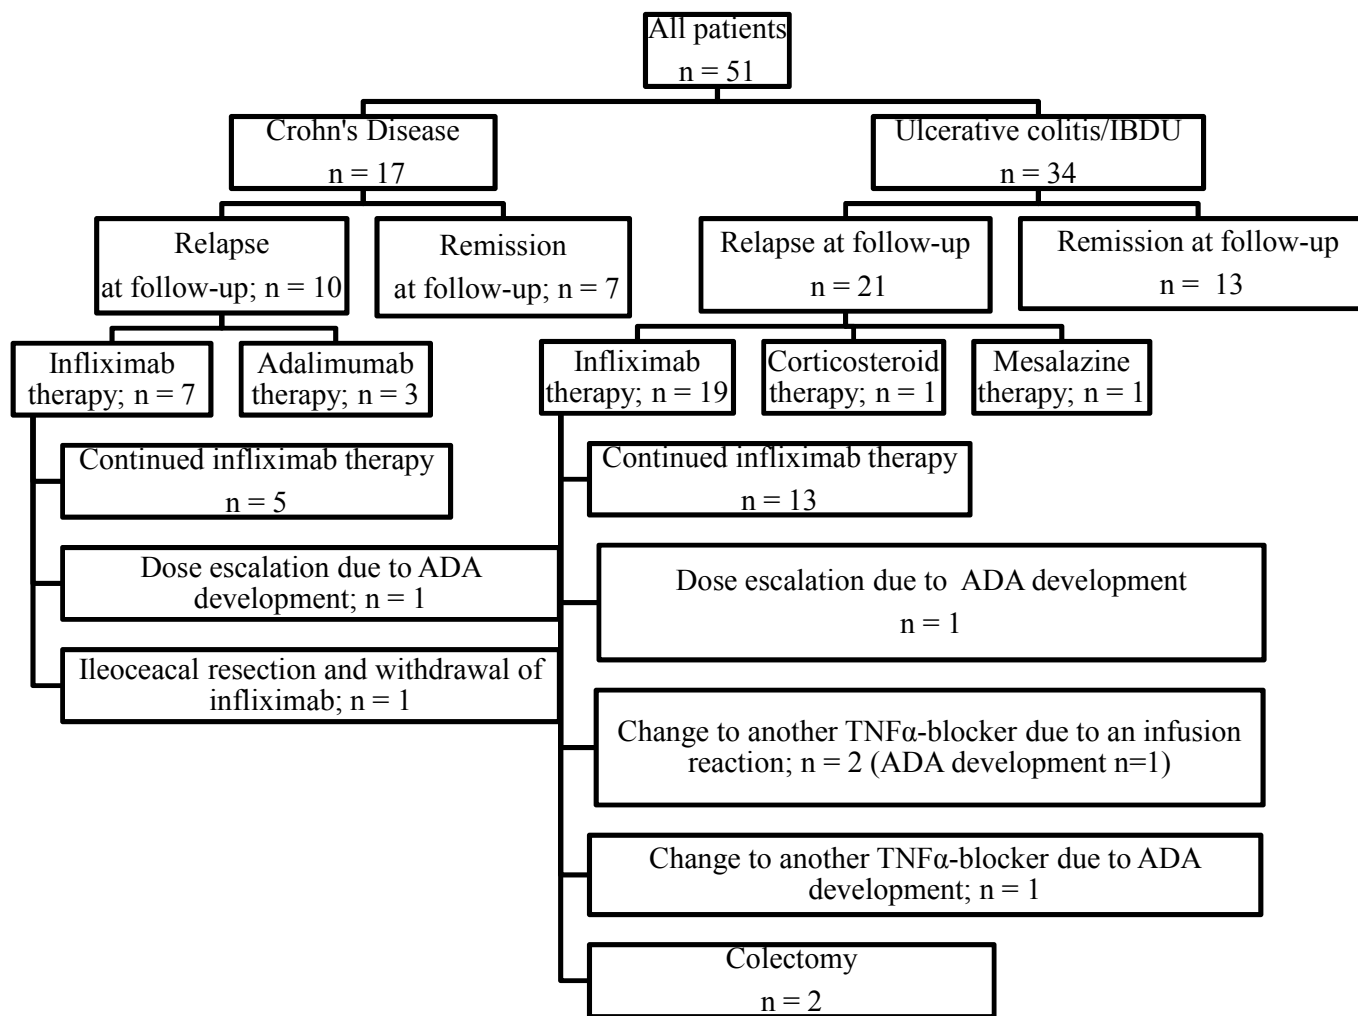 All patients
n = 51
Crohn's Disease
n = 17
Ulcerative colitis/IBDU
n = 34
Relapse
at follow-up; n = 10
Remission
at follow-up; n = 7
Relapse at follow-up
n = 21
Remission at follow-up
n = 13
Infliximab
therapy; n = 7
Adalimumab
therapy; n = 3
Infliximab
therapy; n = 19
Corticosteroid
therapy; n = 1
Mesalazine
therapy; n = 1
Continued infliximab therapy
n = 5
Dose escalation due to ADA
development; n = 1
Ileoceacal resection and withdrawal of
infliximab; n = 1
Continued infliximab therapy
n = 13
Dose escalation due to ADA development
n = 1
Change to another TNFα-blocker due to an infusion
reaction; n = 2 (ADA development n=1)
Change to another TNFα-blocker due to ADA
development; n = 1
Colectomy
n = 2